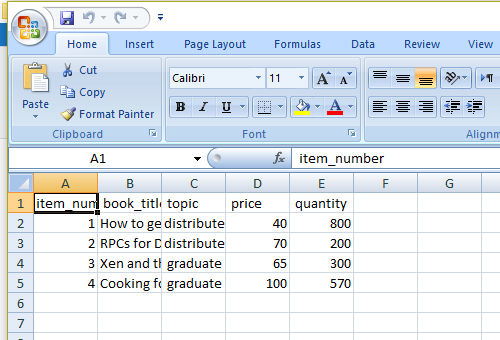 Home Insert Page Layout Formulas Data Review View
Cut
Copy
Format Painter
Paste
Clipboard
Calibri 11 A A
B I U A
Font
Alignm
A1 fx item_number
A B C D E F G
1 item_num book_title topic price quantity
2 1 How to ge distribute 40 800
3 2 RPCs for D distribute 70 200
4 3 Xen and th graduate 65 300
5 4 Cooking fo graduate 100 570
6
7